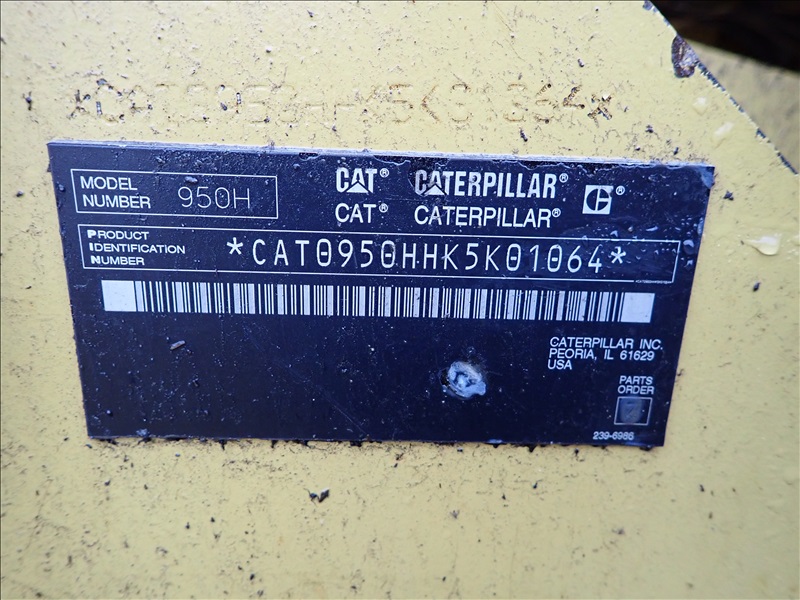 MODEL NUMBER 950H
CAT® CATERPILLAR® ®
CAT® CATERPILLAR®
PRODUCT IDENTIFICATION NUMBER
*CAT0950HHK5K01064*
CATERPILLAR INC.
PEORIA, IL 61629
USA
PARTS
ORDER
239-6985